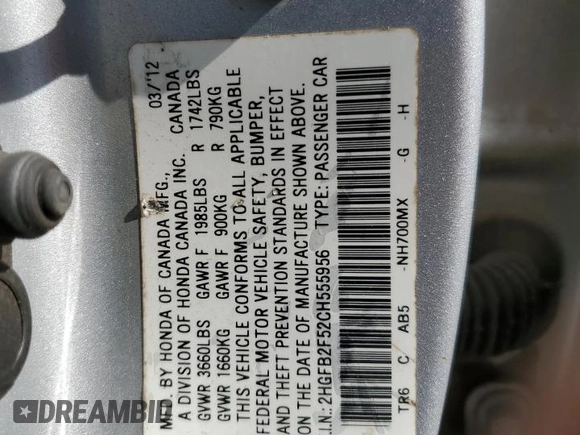 MFG. BY HONDA OF CANADA MFG., 03/'12
A DIVISION OF HONDA CANADA INC. CANADA
GVWR 3660LBS GAWR F 1985LBS R 1742LBS
GVWR 1660KG GAWR F 900KG R 790KG
THIS VEHICLE CONFORMS TO ALL APPLICABLE
FEDERAL MOTOR VEHICLE SAFETY, BUMPER,
AND THEFT PREVENTION STANDARDS IN EFFECT
ON THE DATE OF MANUFACTURE SHOWN ABOVE.
V.I.N.: 2HGFB2F52CH555956 TYPE: PASSENGER CAR
TR6 C AB5 -NH700MX -G -H
AUTOBIDMASTER